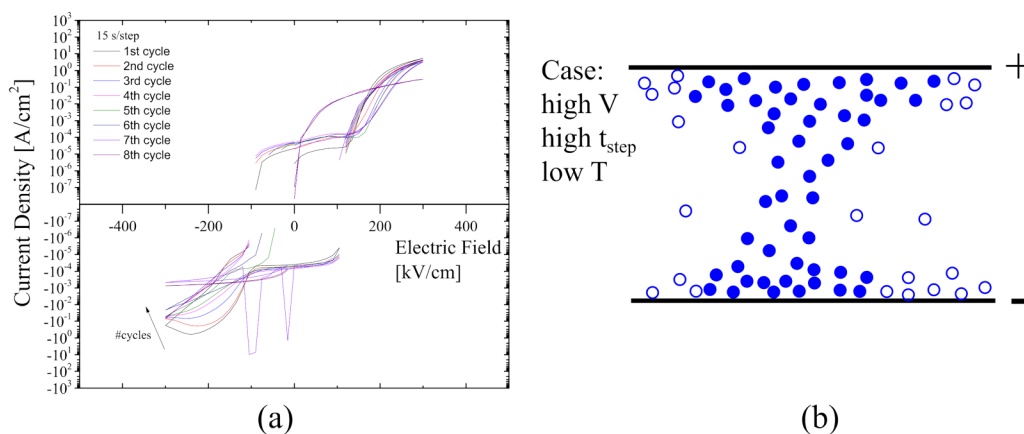 10³
10²
10¹
10⁰
10⁻¹
10⁻²
10⁻³
10⁻⁴
10⁻⁵
10⁻⁶
10⁻⁷
-10⁻⁷
-10⁻⁶
-10⁻⁵
-10⁻⁴
-10⁻³
-10⁻²
-10⁻¹
-10⁰
-10¹
-10²
-10³
Current Density [A/cm²]
15 s/step
1st cycle
2nd cycle
3rd cycle
4th cycle
5th cycle
6th cycle
7th cycle
8th cycle
-400 -200 0 200 400
Electric Field
[kV/cm]
#cycles
(a)
Case:
high V
high t_step
low T
+
-
(b)